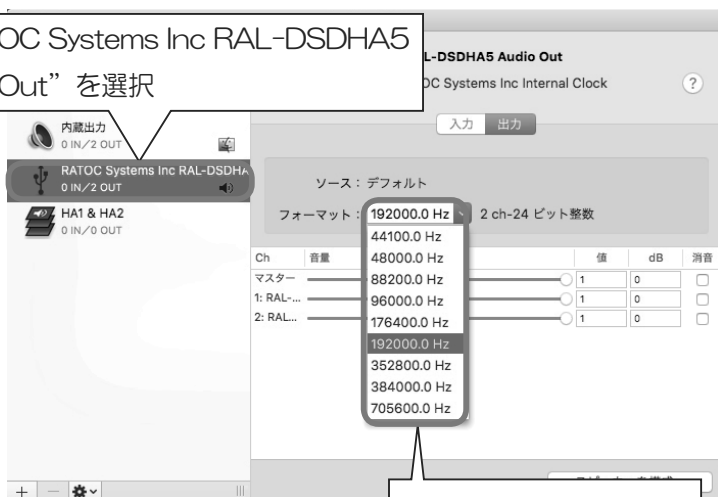 OC Systems Inc RAL-DSDHA5
Out”を選択
L-DSDHA5 Audio Out
OC Systems Inc Internal Clock
?
内蔵出力
0 IN/2 OUT
RATOC Systems Inc RAL-DSDHA
0 IN/2 OUT
HA1 & HA2
0 IN/0 OUT
入力 出力
ソース：デフォルト
フォーマット： 192000.0 Hz 2 ch-24 ビット整数
44100.0 Hz
48000.0 Hz
88200.0 Hz
96000.0 Hz
176400.0 Hz
192000.0 Hz
352800.0 Hz
384000.0 Hz
705600.0 Hz
Ch 音量 値 dB 消音
マスター 1 0
1: RAL-... 1 0
2: RAL... 1 0